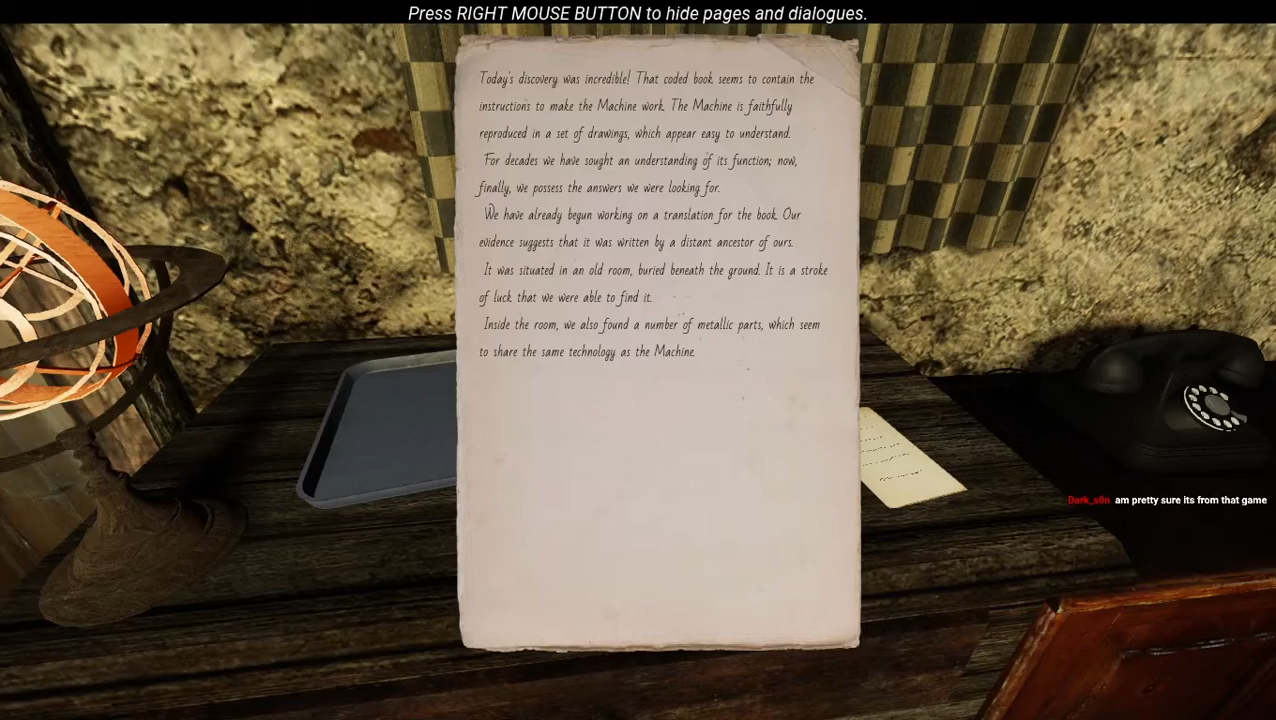 Press RIGHT MOUSE BUTTON to hide pages and dialogues.
Today's discovery was incredible! That coded book seems to contain the
instructions to make the Machine work. The Machine is faithfully
reproduced in a set of drawings, which appear easy to understand.
For decades we have sought an understanding of its function; now,
finally, we possess the answers we were looking for.
We have already begun working on a translation for the book. Our
evidence suggests that it was written by a distant ancestor of ours.
It was situated in an old room, buried beneath the ground. It is a stroke
of luck that we were able to find it.
Inside the room, we also found a number of metallic parts, which seem
to share the same technology as the Machine.
Dark_s0n am pretty sure its from that game